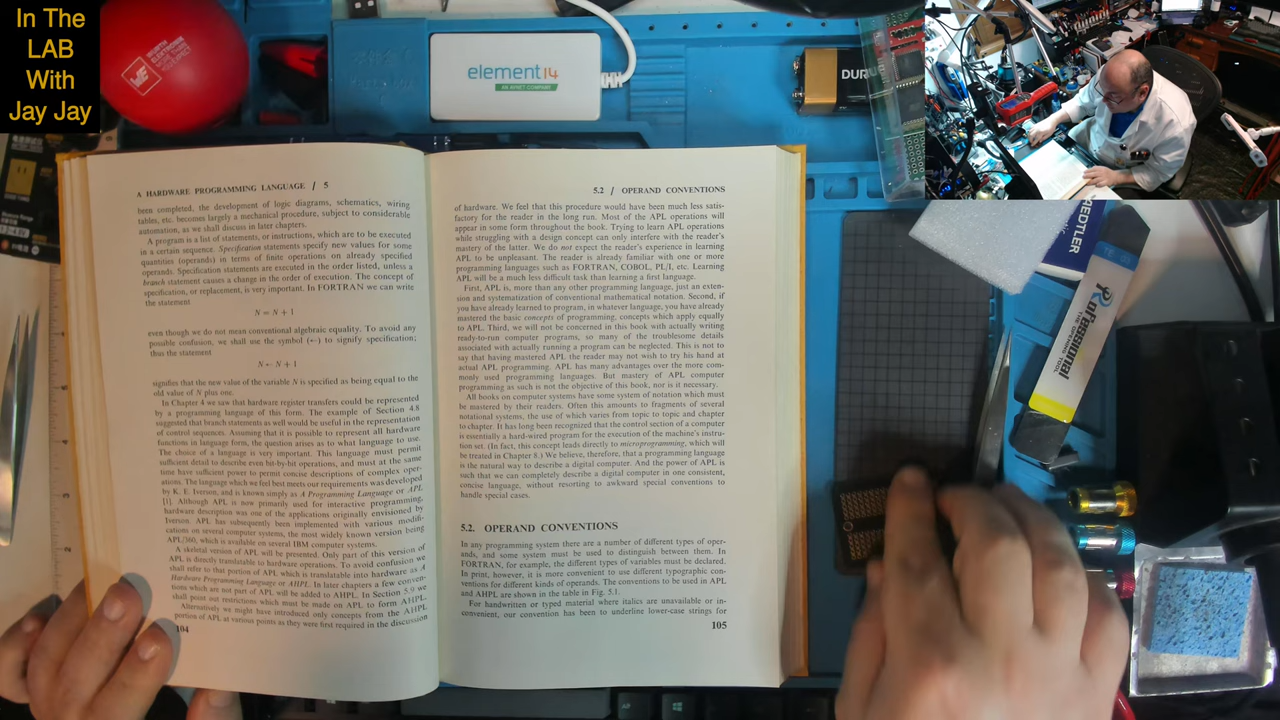 In The
LAB
With
Jay Jay
WÜRTH
ELEKTRONIK
MORE THAN
YOU EXPECT
element14
AN AVNET COMPANY
DURA
AEDTLER
Professional
THE OPENING TOOL
A HARDWARE PROGRAMMING LANGUAGE / 5
been completed, the development of logic diagrams, schematics, wiring
tables, etc. becomes largely a mechanical procedure, subject to considerable
automation, as we shall discuss in later chapters.
A program is a list of statements, or instructions, which are to be executed
in a certain sequence. Specification statements specify new values for some
quantities (operands) in terms of finite operations on already specified
operands. Specification statements are executed in the order listed, unless a
branch statement causes a change in the order of execution. The concept of
specification, or replacement, is very important. In FORTRAN we can write
the statement
N = N + 1
even though we do not mean conventional algebraic equality. To avoid any
possible confusion, we shall use the symbol (←) to signify specification;
thus the statement
N ← N + 1
signifies that the new value of the variable N is specified as being equal to the
old value of N plus one.
In Chapter 4 we saw that hardware register transfers could be represented
by a programming language of this form. The example of Section 4.8
suggested that branch statements as well would be useful in the representation
of control sequences. Assuming that it is possible to represent all hardware
functions in language form, the question arises as to what language to use.
The choice of a language is very important. This language must permit
sufficient detail to describe even bit-by-bit operations, and must at the same
time have sufficient power to permit concise descriptions of complex oper-
ations. The language which we feel best meets our requirements was developed
by K. E. Iverson, and is known simply as A Programming Language or APL
[1]. Although APL is now primarily used for interactive programming,
hardware description was one of the applications originally envisioned by
Iverson. APL has subsequently been implemented with various modifi-
cations on several computer systems, the most widely known version being
APL/360, which is available on several IBM computer systems.
A skeletal version of APL will be presented. Only part of this version of
APL is directly translatable to hardware operations. To avoid confusion we
shall refer to that portion of APL which is translatable into hardware as A
Hardware Programming Language or AHPL. In later chapters a few conven-
tions which are not part of APL will be added to AHPL. In Section 5.9 we
shall point out restrictions which must be made on APL to form AHPL.
Alternatively we might have introduced only concepts from the AHPL
portion of APL at various points as they were first required in the discussion
104
5.2 / OPERAND CONVENTIONS
of hardware. We feel that this procedure would have been much less satis-
factory for the reader in the long run. Most of the APL operations will
appear in some form throughout the book. Trying to learn APL operations
while struggling with a design concept can only interfere with the reader's
mastery of the latter. We do not expect the reader's experience in learning
APL to be unpleasant. The reader is already familiar with one or more
programming languages such as FORTRAN, COBOL, PL/I, etc. Learning
APL will be a much less difficult task than learning a first language.
First, APL is, more than any other programming language, just an exten-
sion and systematization of conventional mathematical notation. Second, if
you have already learned to program, in whatever language, you have already
mastered the basic concepts of programming, concepts which apply equally
to APL. Third, we will not be concerned in this book with actually writing
ready-to-run computer programs, so many of the troublesome details
associated with actually running a program can be neglected. This is not to
say that having mastered APL the reader may not wish to try his hand at
actual APL programming. APL has many advantages over the more com-
monly used programming languages. But mastery of APL computer
programming as such is not the objective of this book, nor is it necessary.
All books on computer systems have some system of notation which must
be mastered by their readers. Often this amounts to fragments of several
notational systems, the use of which varies from topic to topic and chapter
to chapter. It has long been recognized that the control section of a computer
is essentially a hard-wired program for the execution of the machine's instru-
tion set. (In fact, this concept leads directly to microprogramming, which will
be treated in Chapter 8.) We believe, therefore, that a programming language
is the natural way to describe a digital computer. And the power of APL is
such that we can completely describe a digital computer in one consistent,
concise language, without resorting to awkward special conventions to
handle special cases.
5.2. OPERAND CONVENTIONS
In any programming system there are a number of different types of oper-
ands, and some system must be used to distinguish between them. In
FORTRAN, for example, the different types of variables must be declared.
In print, however, it is more convenient to use different typographic con-
ventions for different kinds of operands. The conventions to be used in APL
and AHPL are shown in the table in Fig. 5.1.
For handwritten or typed material where italics are unavailable or in-
convenient, our convention has been to underline lower-case strings for
105